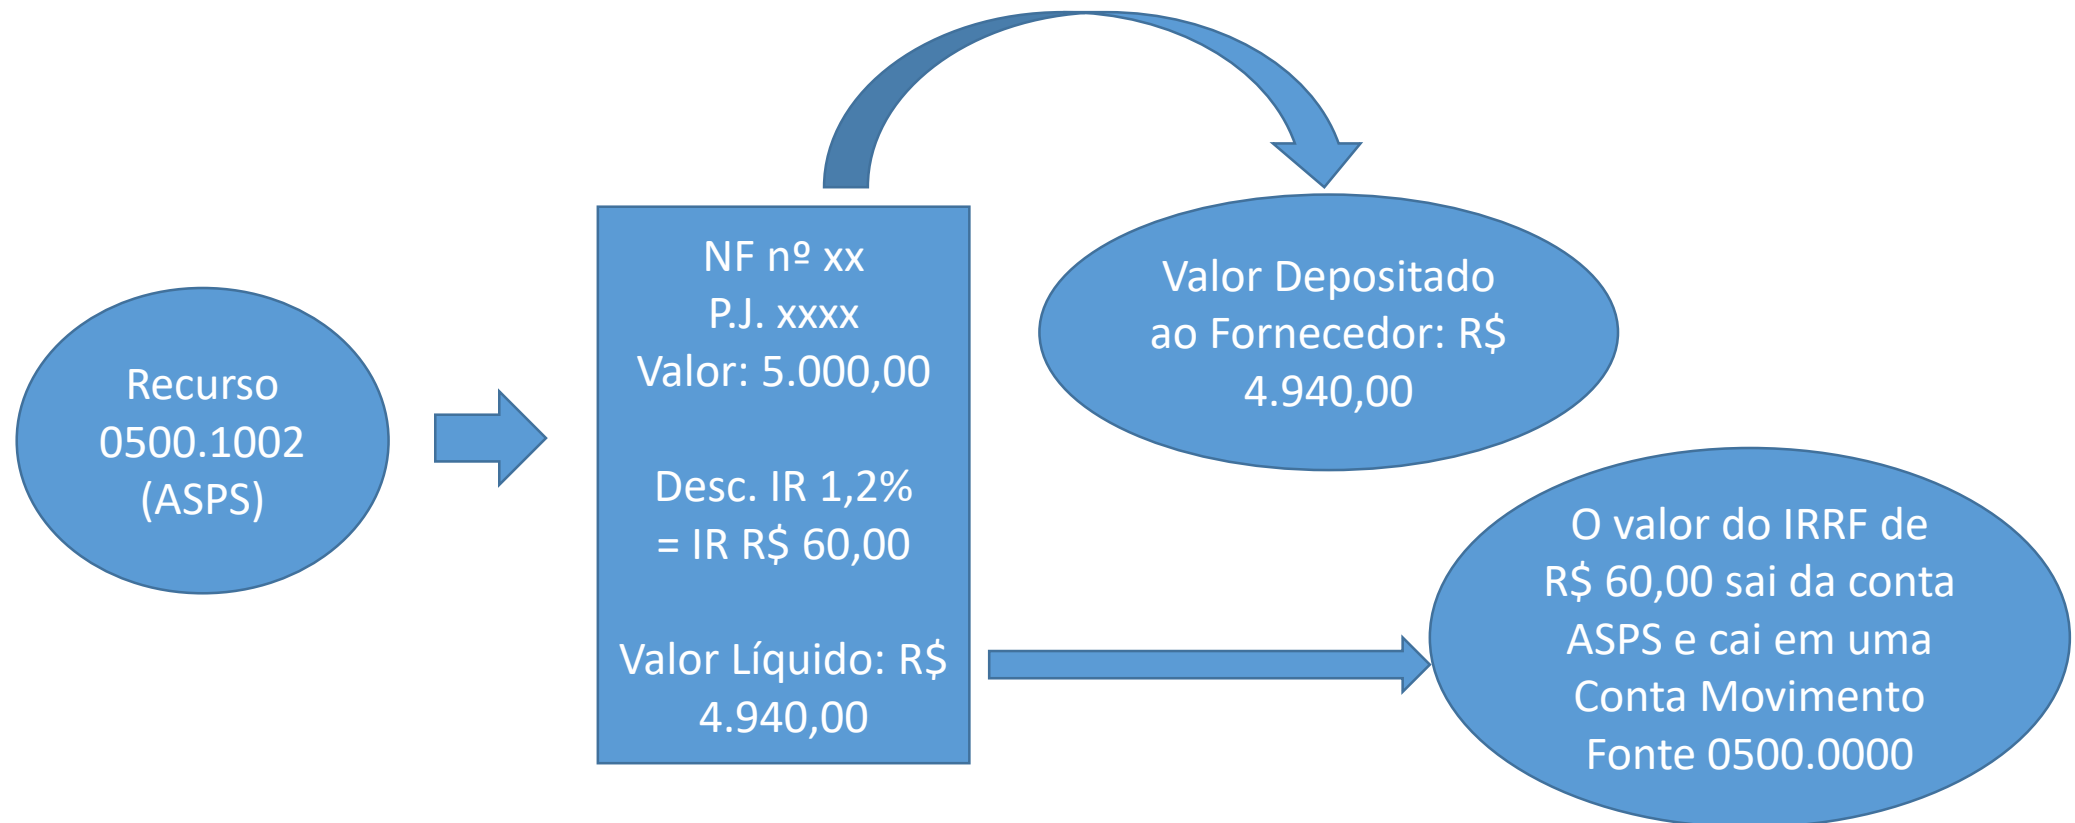 Recurso
0500.1002
(ASPS)
NF nº xx
P.J. xxxx
Valor: 5.000,00
Desc. IR 1,2%
= IR R$ 60,00
Valor Líquido: R$
4.940,00
Valor Depositado
ao Fornecedor: R$
4.940,00
O valor do IRRF de
R$ 60,00 sai da conta
ASPS e cai em uma
Conta Movimento
Fonte 0500.0000